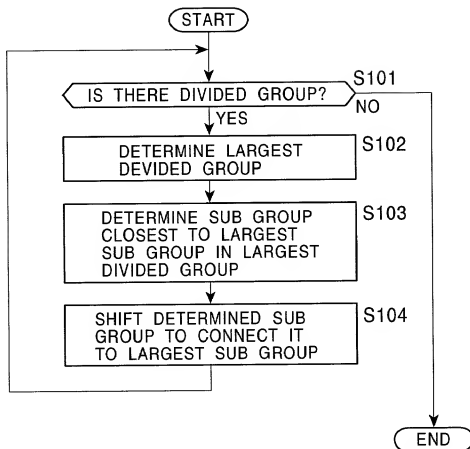 START
S101
IS THERE DIVIDED GROUP?
NO
YES
S102
DETERMINE LARGEST
DEVIDED GROUP
S103
DETERMINE SUB GROUP
CLOSEST TO LARGEST
SUB GROUP IN LARGEST
DIVIDED GROUP
S104
SHIFT DETERMINED SUB
GROUP TO CONNECT IT
TO LARGEST SUB GROUP
END